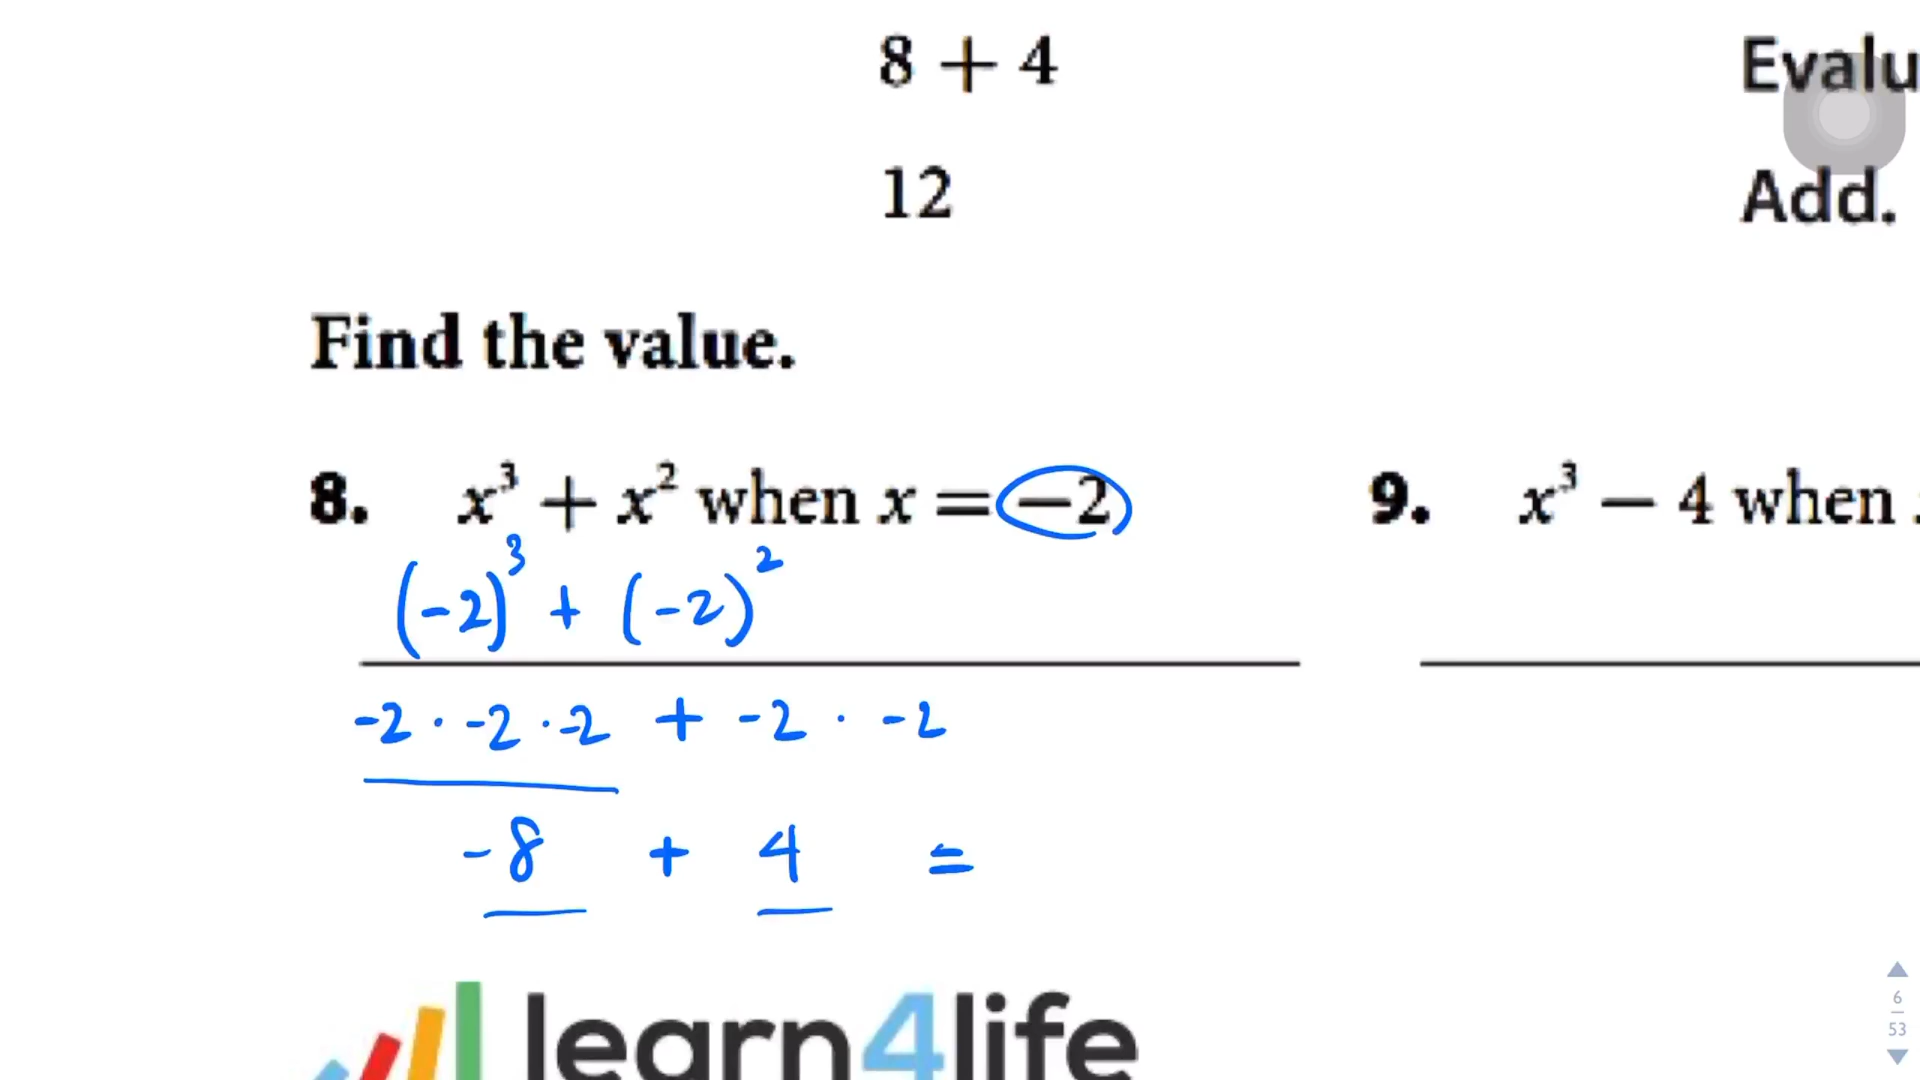 8 + 4
Evalu
12
Add.
Find the value.
8. x³ + x² when x = −2
9. x³ − 4 when
(-2)³ + (-2)²
-2 · -2 · -2 + -2 · -2
-8 + 4 =
learn4life
6
53